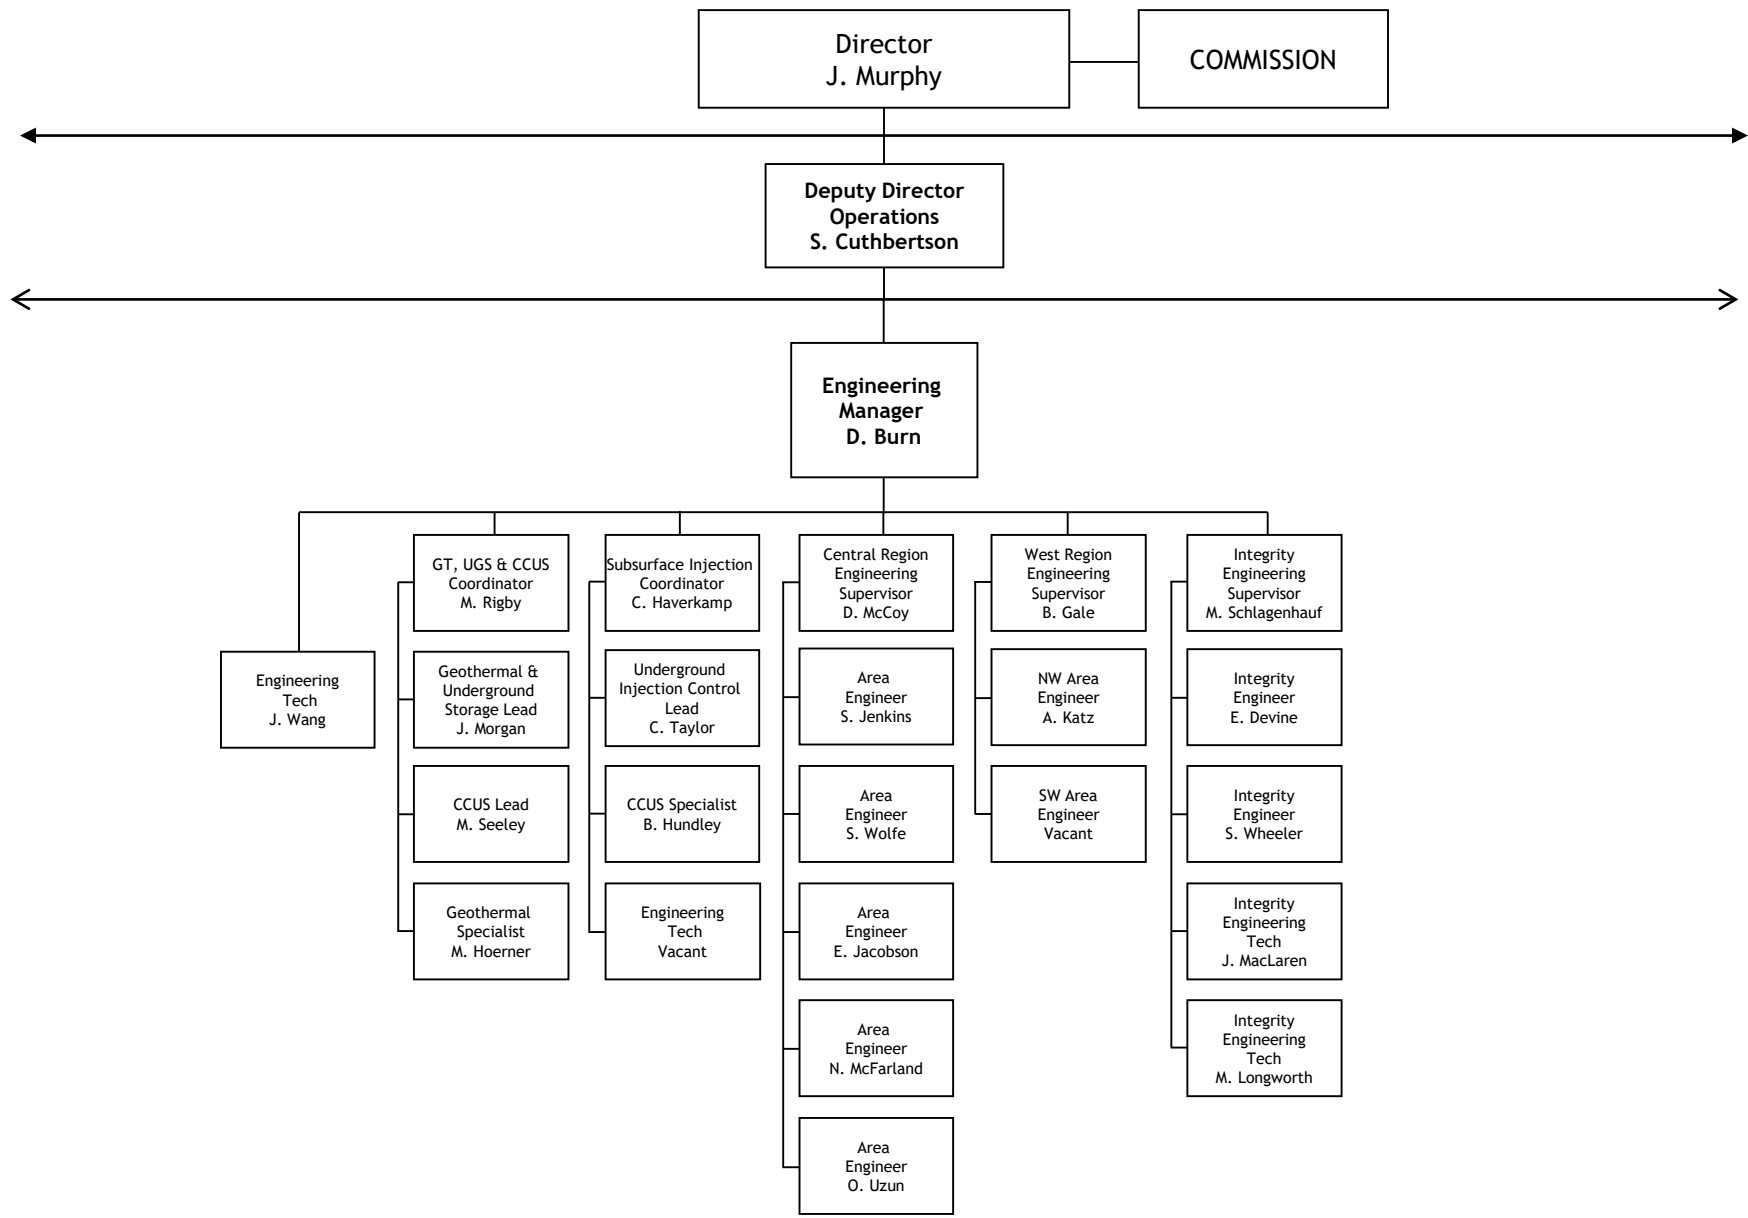 Director
J. Murphy
COMMISSION
Deputy Director
Operations
S. Cuthbertson
Engineering
Manager
D. Burn
Engineering
Tech
J. Wang
GT, UGS & CCUS
Coordinator
M. Rigby
Geothermal &
Underground
Storage Lead
J. Morgan
CCUS Lead
M. Seeley
Geothermal
Specialist
M. Hoerner
Subsurface Injection
Coordinator
C. Haverkamp
Underground
Injection Control
Lead
C. Taylor
CCUS Specialist
B. Hundley
Engineering
Tech
Vacant
Central Region
Engineering
Supervisor
D. McCoy
Area
Engineer
S. Jenkins
Area
Engineer
S. Wolfe
Area
Engineer
E. Jacobson
Area
Engineer
N. McFarland
Area
Engineer
O. Uzun
West Region
Engineering
Supervisor
B. Gale
NW Area
Engineer
A. Katz
SW Area
Engineer
Vacant
Integrity
Engineering
Supervisor
M. Schlagenhauf
Integrity
Engineer
E. Devine
Integrity
Engineer
S. Wheeler
Integrity
Engineering
Tech
J. MacLaren
Integrity
Engineering
Tech
M. Longworth